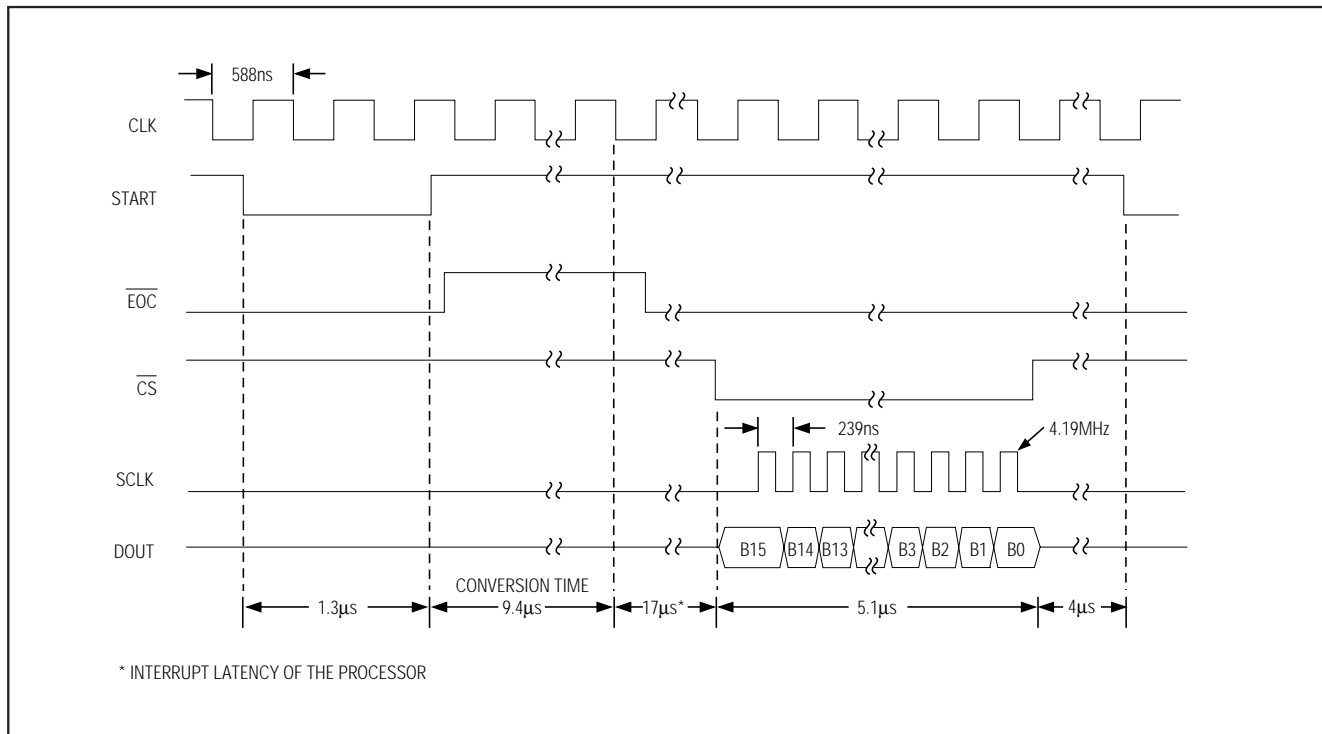 588ns
CLK
START
EOC
CS
239ns
4.19MHz
SCLK
DOUT
B15 B14 B13 B3 B2 B1 B0
CONVERSION TIME
1.3µs 9.4µs 17µs* 5.1µs 4µs
* INTERRUPT LATENCY OF THE PROCESSOR